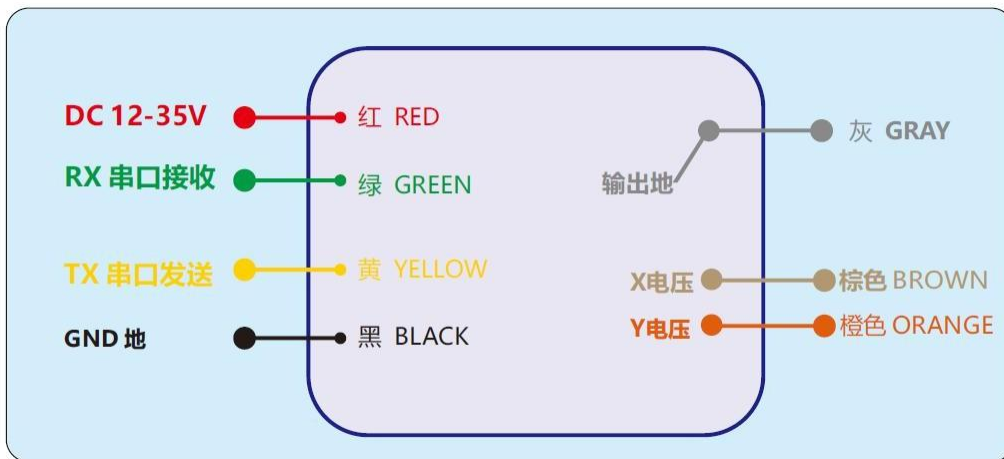 DC 12-35V
红 RED
RX 串口接收
绿 GREEN
TX 串口发送
黄 YELLOW
GND 地
黑 BLACK
灰 GRAY
输出地
X电压
棕色 BROWN
Y电压
橙色 ORANGE